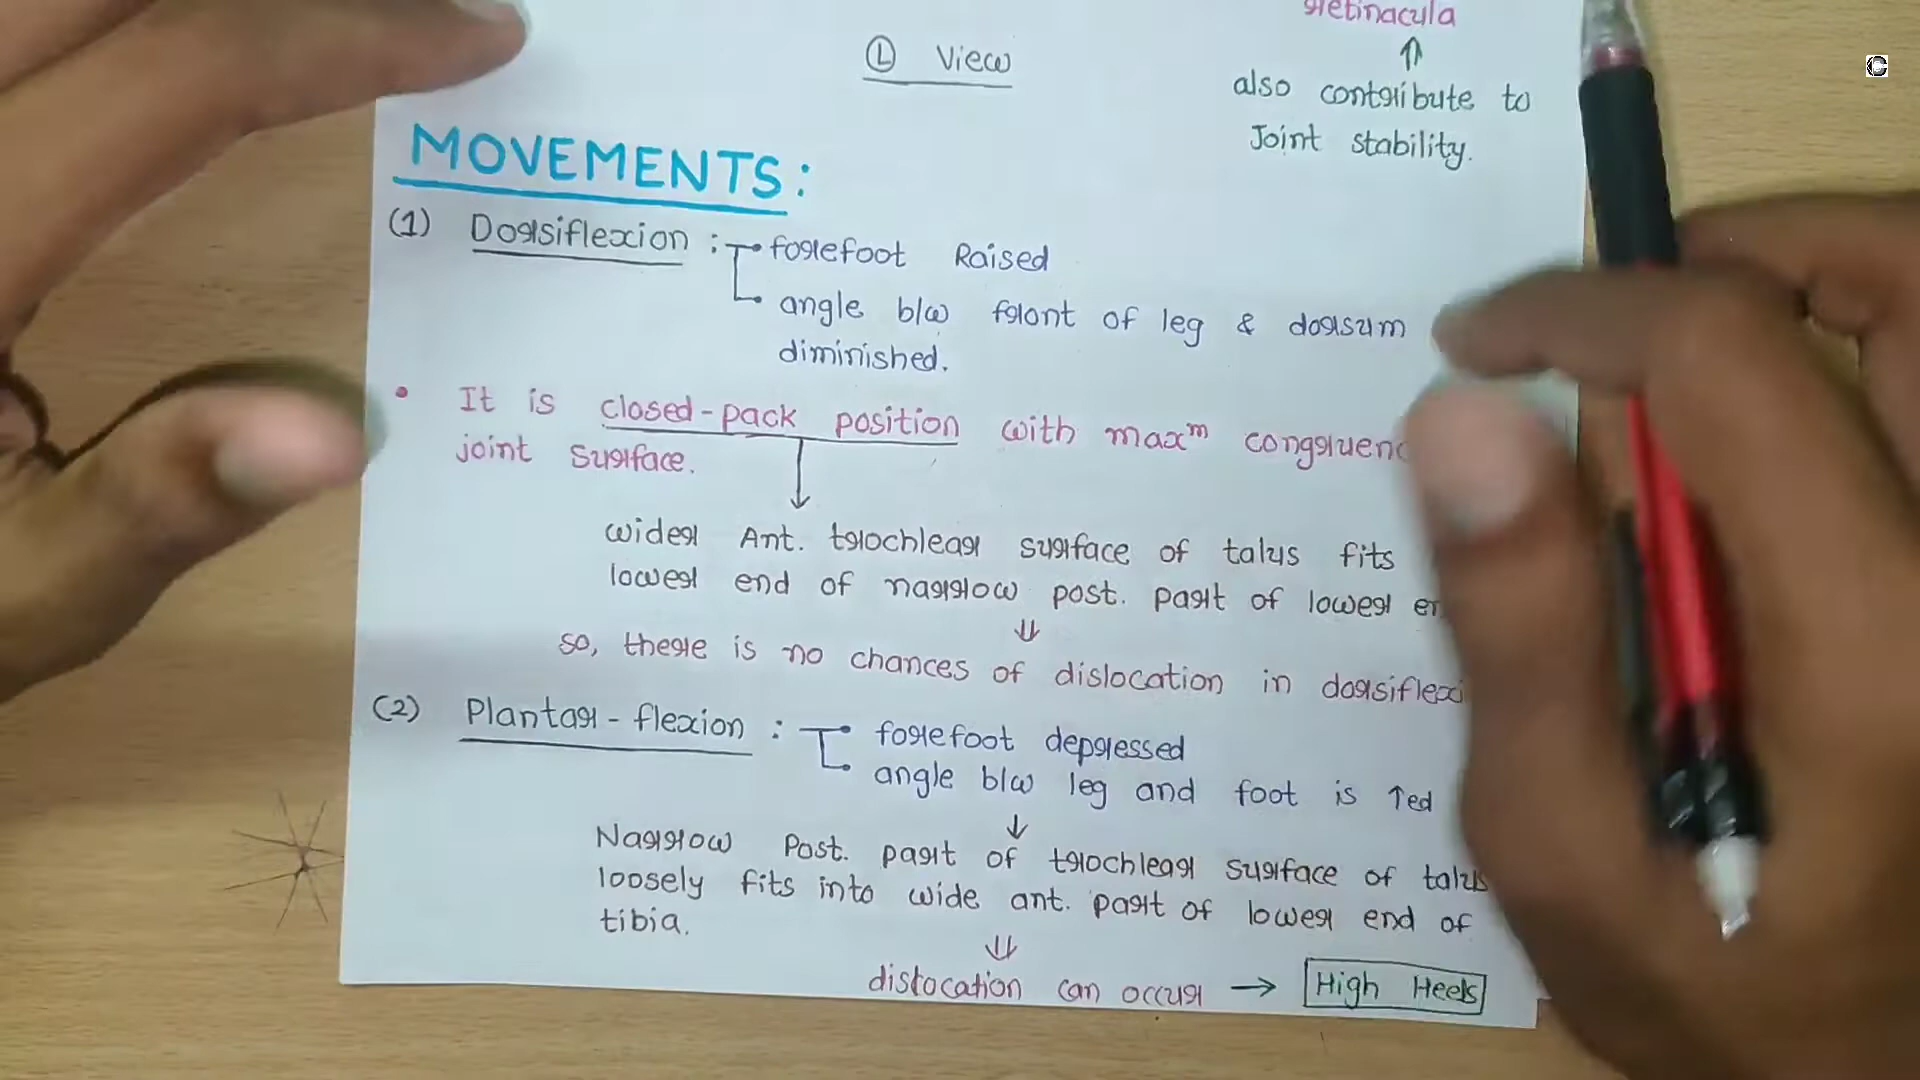 retinacula
Ⓛ View
⇑
also contribute to
Joint stability.
MOVEMENTS:
(1) Dorsiflexion : forefoot Raised
angle b/w front of leg & dorsum
diminished.
• It is closed-pack position with maxᵐ
joint surface.
wider Ant. trochlear surface of talus fits
lower end of narrow post. part of lower
⇓
so, there is no chances of dislocation in dorsiflexi
(2) Plantar - flexion : forefoot depressed
angle b/w leg and foot is ↑ed
↓
Narrow Post. part of trochlear surface of talus
loosely fits into wide ant. part of lower end of
tibia.
⇓
dislocation can occur → High Heels